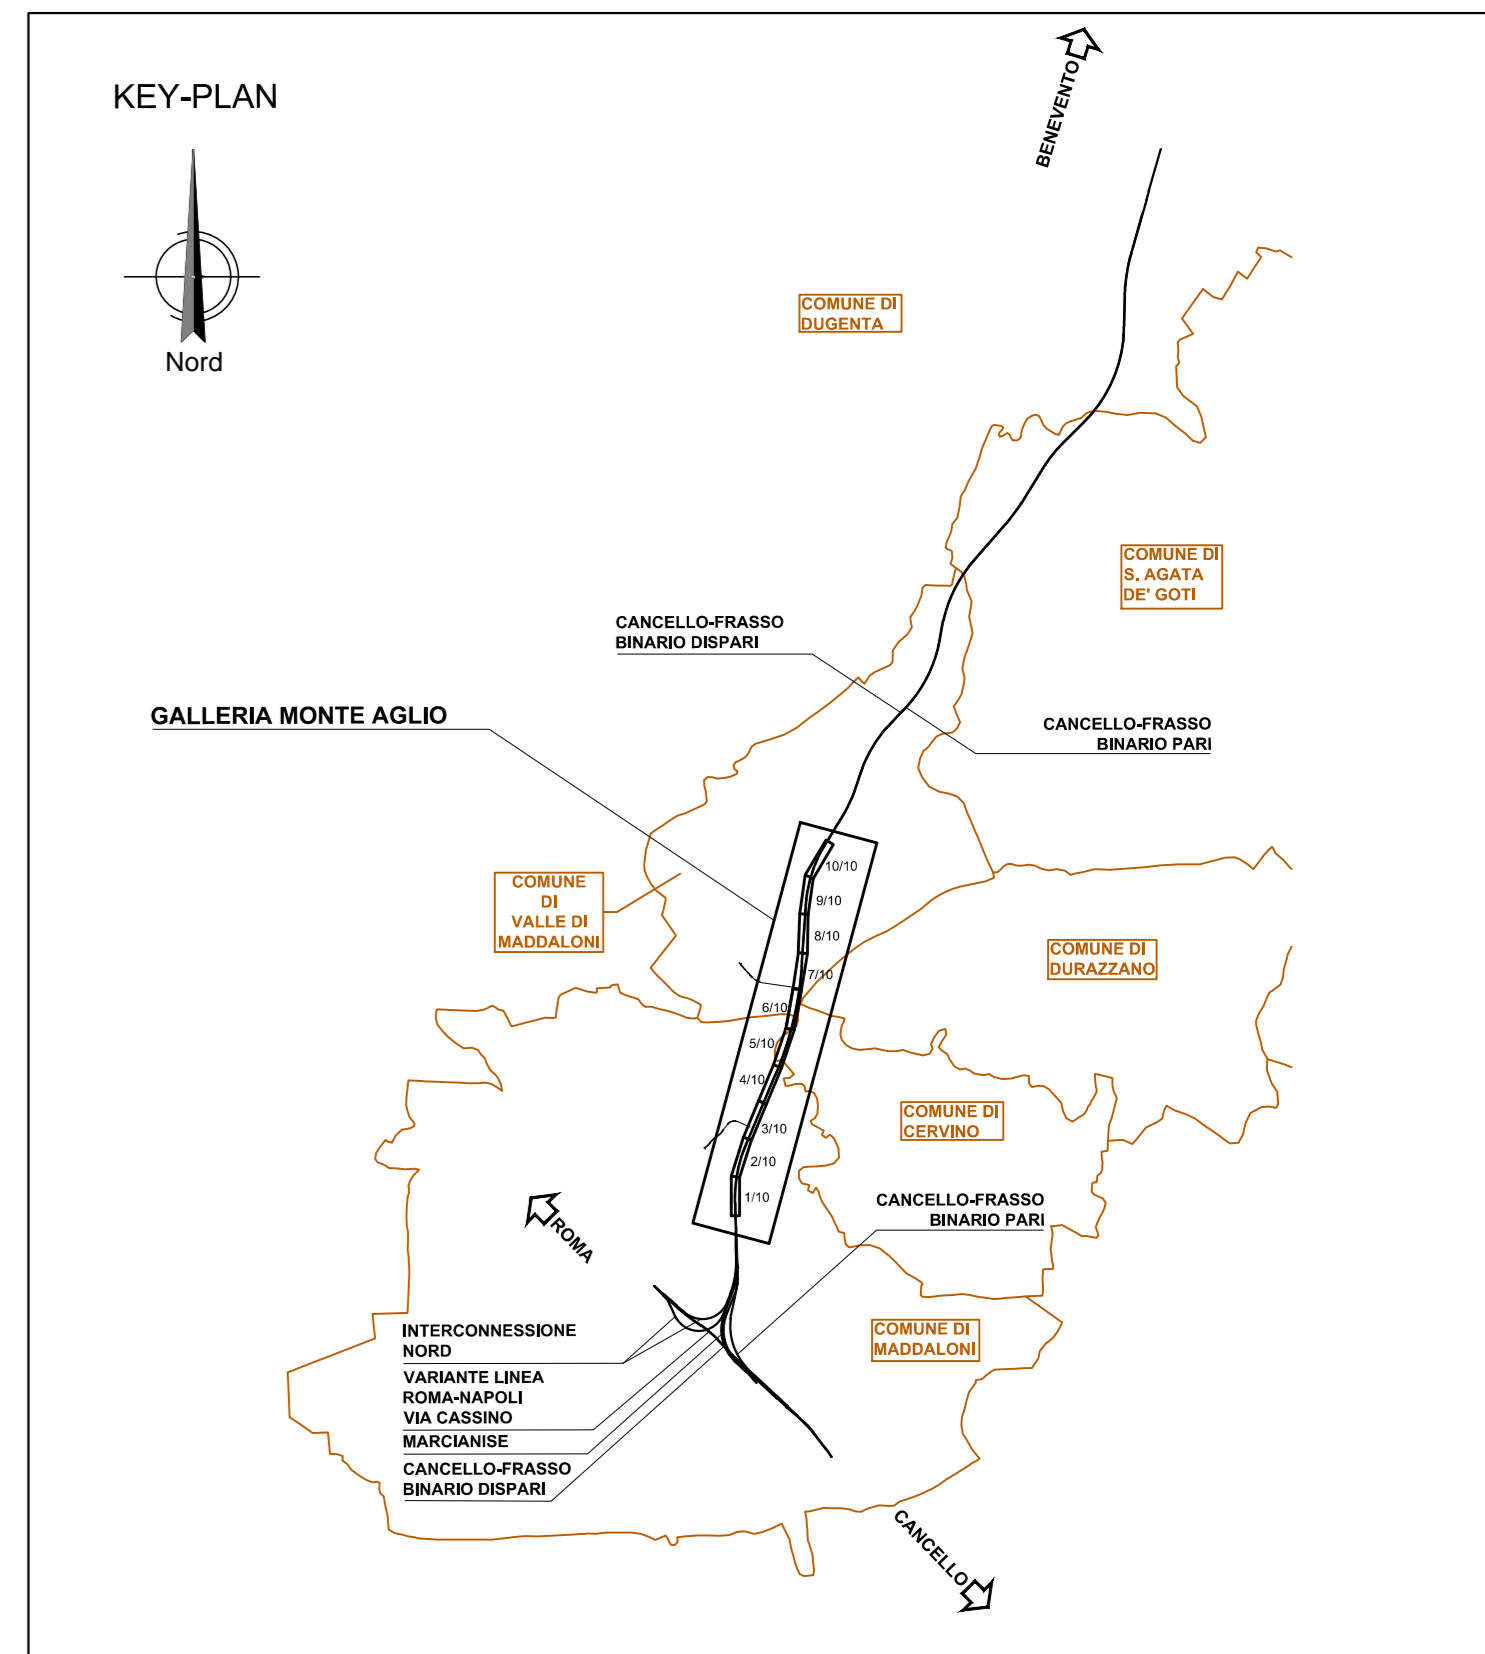 BENEVENTO
KEY-PLAN
Nord
COMUNE DI
DUGENTA
COMUNE DI
S. AGATA
DE' GOTI
CANCELLO-FRASSO
BINARIO DISPARI
GALLERIA MONTE AGLIO
CANCELLO-FRASSO
BINARIO PARI
10/10
COMUNE
DI
VALLE DI
MADDALONI
9/10
8/10
COMUNE DI
DURAZZANO
7/10
6/10
5/10
4/10
COMUNE DI
CERVINO
3/10
2/10
1/10
CANCELLO-FRASSO
BINARIO PARI
ROMA
INTERCONNESSIONE
NORD
COMUNE DI
MADDALONI
VARIANTE LINEA
ROMA-NAPOLI
VIA CASSINO
MARCIANISE
CANCELLO-FRASSO
BINARIO DISPARI
CANCELLO